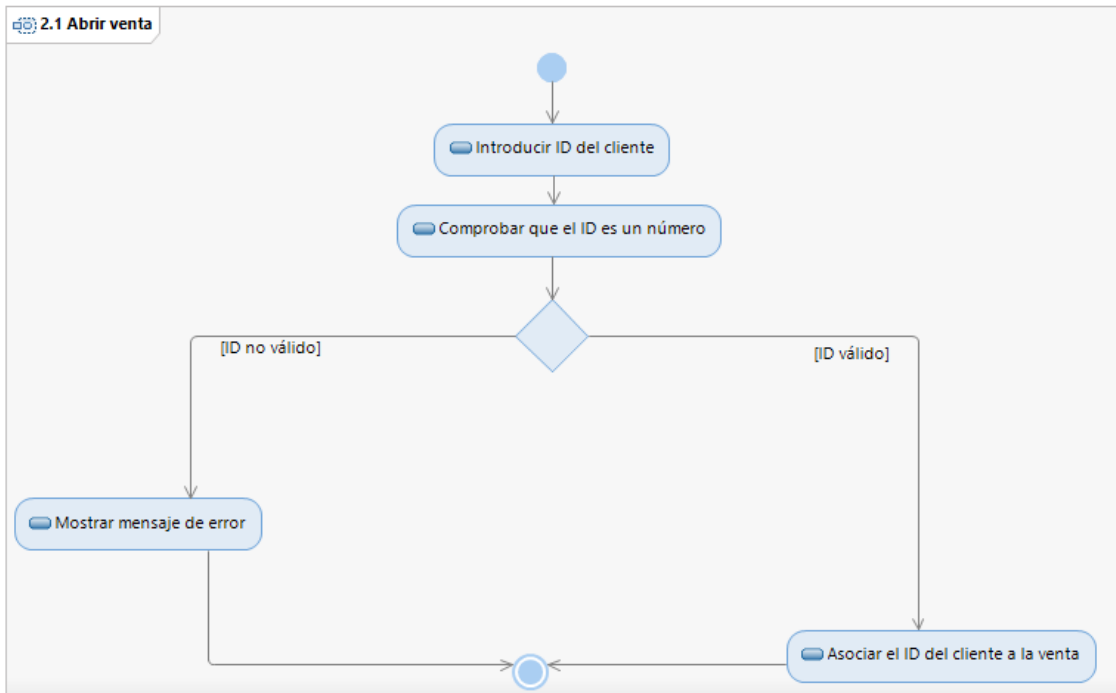 2.1 Abrir venta
Introducir ID del cliente
Comprobar que el ID es un número
[ID no válido]
[ID válido]
Mostrar mensaje de error
Asociar el ID del cliente a la venta